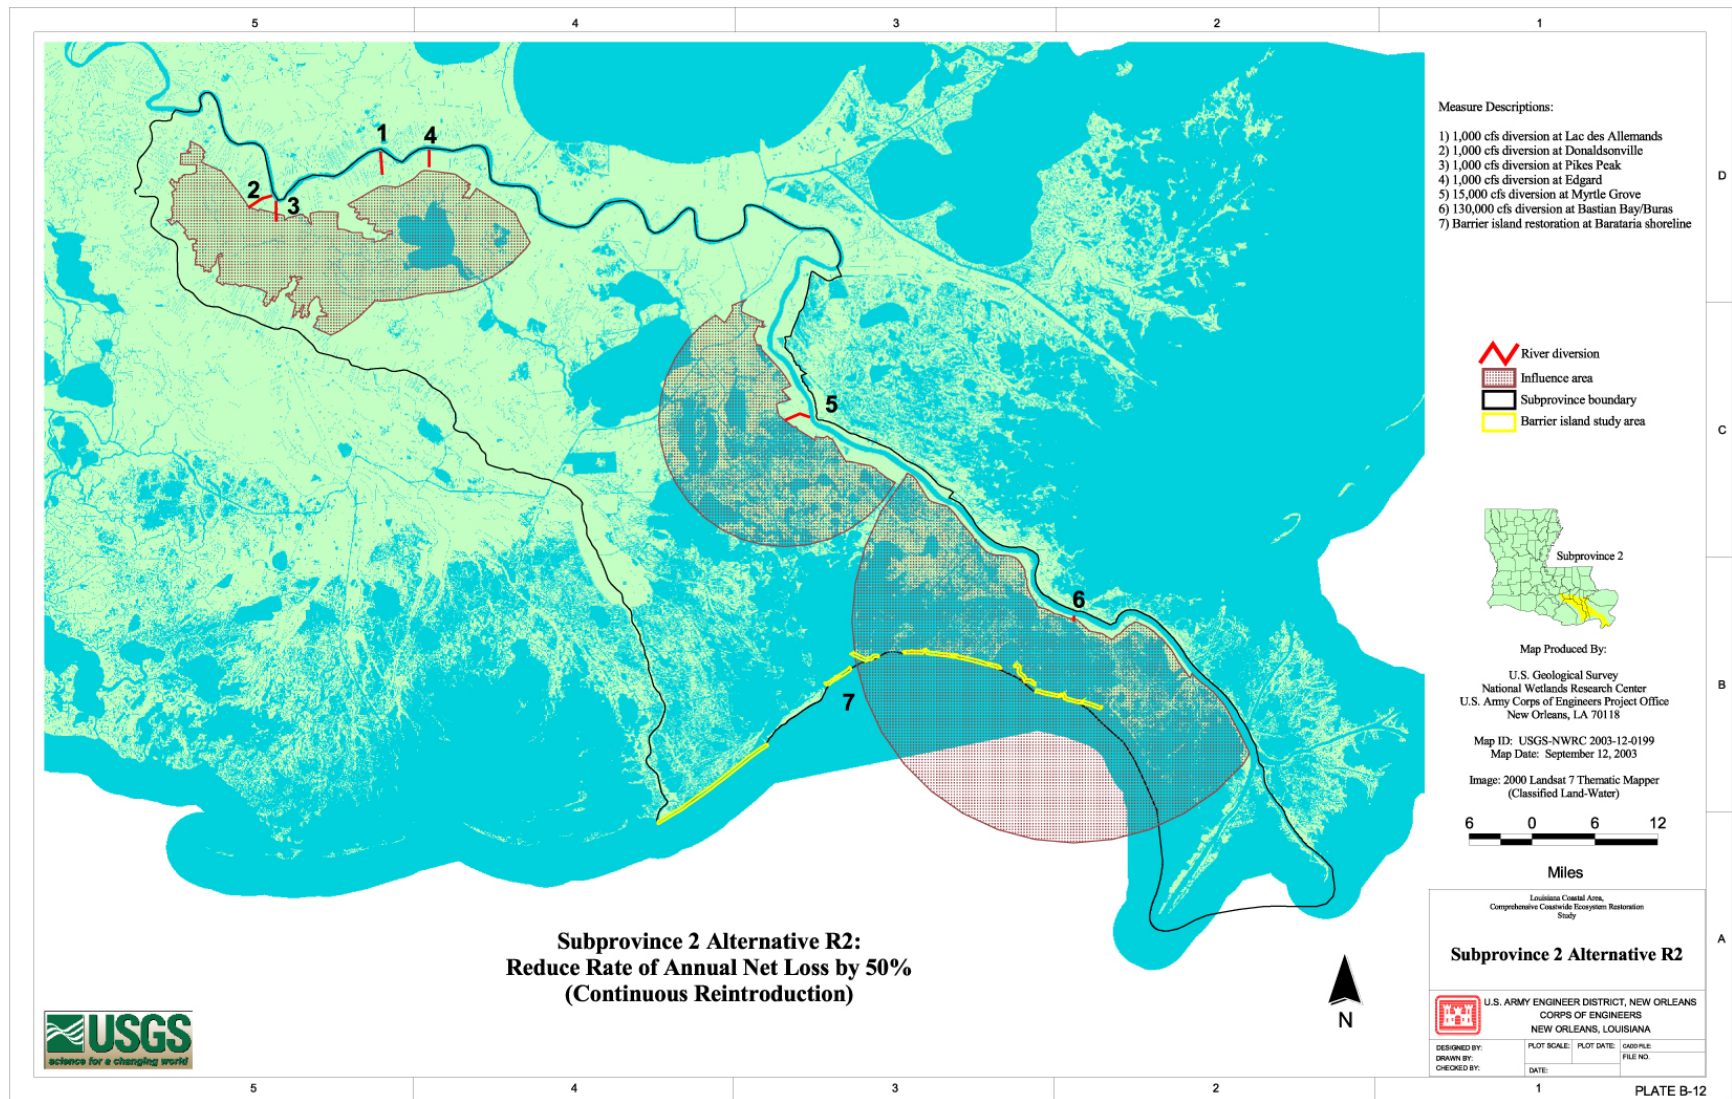 5 4 3 2 1
Measure Descriptions:
1) 1,000 cfs diversion at Lac des Allemands
2) 1,000 cfs diversion at Donaldsonville
3) 1,000 cfs diversion at Pikes Peak
4) 1,000 cfs diversion at Edgard
5) 15,000 cfs diversion at Myrtle Grove
6) 130,000 cfs diversion at Bastian Bay/Buras
7) Barrier island restoration at Barataria shoreline
1
4
2
3
5
6
7
D
C
B
A
River diversion
Influence area
Subprovince boundary
Barrier island study area
Subprovince 2
Map Produced By:
U.S. Geological Survey
National Wetlands Research Center
U.S. Army Corps of Engineers Project Office
New Orleans, LA 70118
Map ID: USGS-NWRC 2003-12-0199
Map Date: September 12, 2003
Image: 2000 Landsat 7 Thematic Mapper
(Classified Land-Water)
6 0 6 12
Miles
Louisiana Coastal Area,
Comprehensive Coastwide Ecosystem Restoration
Study
Subprovince 2 Alternative R2
Subprovince 2 Alternative R2:
Reduce Rate of Annual Net Loss by 50%
(Continuous Reintroduction)
N
USGS
science for a changing world
U.S. ARMY ENGINEER DISTRICT, NEW ORLEANS
CORPS OF ENGINEERS
NEW ORLEANS, LOUISIANA
DESIGNED BY:
DRAWN BY:
CHECKED BY:
PLOT SCALE:
PLOT DATE:
CADD FILE:
FILE NO.
DATE:
5 4 3 2 1
PLATE B-12